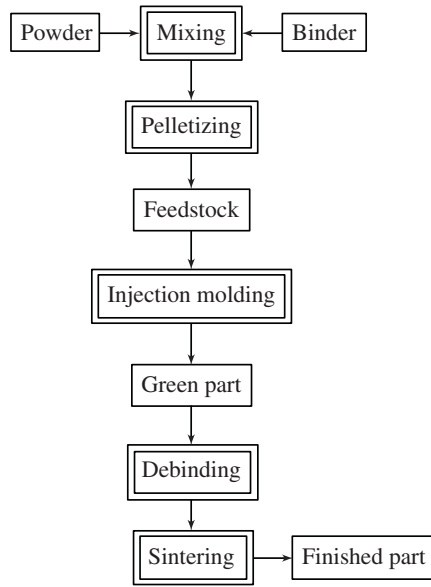 Powder
Mixing
Binder
Pelletizing
Feedstock
Injection molding
Green part
Debinding
Sintering
Finished part